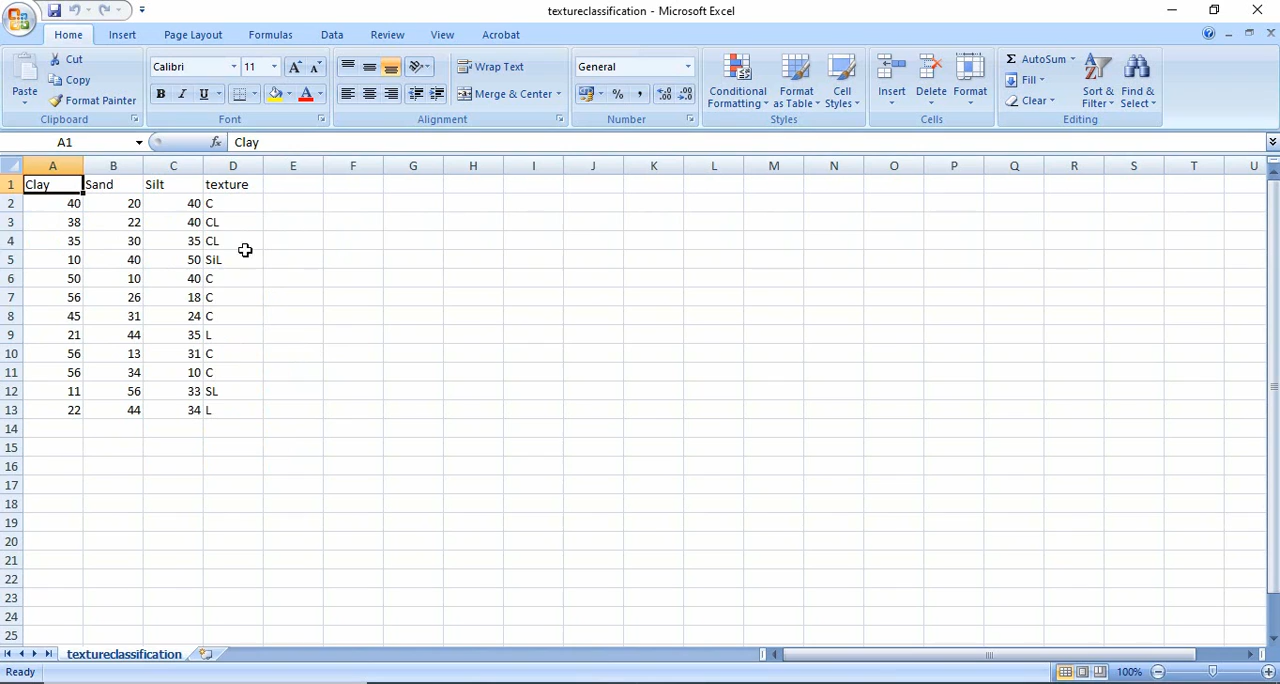 textureclassification - Microsoft Excel
Home Insert Page Layout Formulas Data Review View Acrobat
Paste Cut Copy Format Painter
Calibri 11 A A B I U A
Wrap Text Merge & Center
General % ,
Conditional Formatting Format as Table Cell Styles
Insert Delete Format
Σ AutoSum Fill Clear Sort & Filter Find & Select
Clipboard Font Alignment Number Styles Cells Editing
A1 fx Clay
A B C D E F G H I J K L M N O P Q R S T U
1 Clay Sand Silt texture
2 40 20 40 C
3 38 22 40 CL
4 35 30 35 CL
5 10 40 50 SiL
6 50 10 40 C
7 56 26 18 C
8 45 31 24 C
9 21 44 35 L
10 56 13 31 C
11 56 34 10 C
12 11 56 33 SL
13 22 44 34 L
14
15
16
17
18
19
20
21
22
23
24
25
textureclassification
Ready 100%